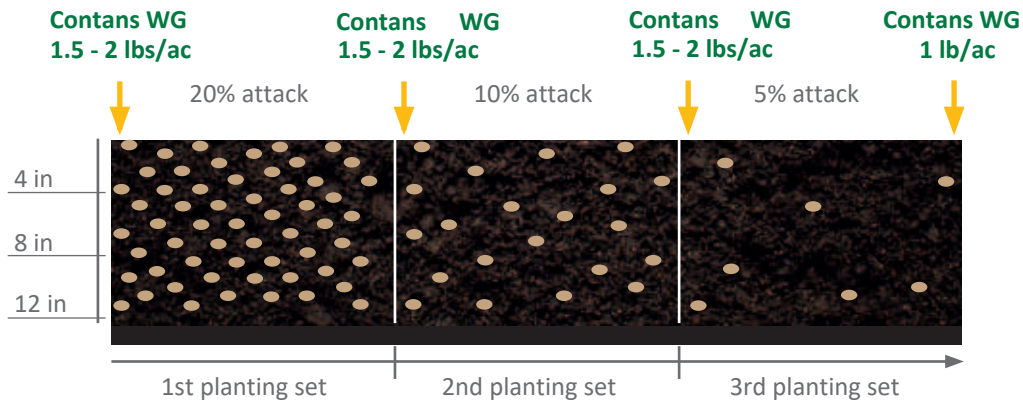 Contans WG
1.5 - 2 lbs/ac
Contans WG
1.5 - 2 lbs/ac
Contans WG
1.5 - 2 lbs/ac
Contans WG
1 lb/ac
20% attack
10% attack
5% attack
4 in
8 in
12 in
1st planting set
2nd planting set
3rd planting set